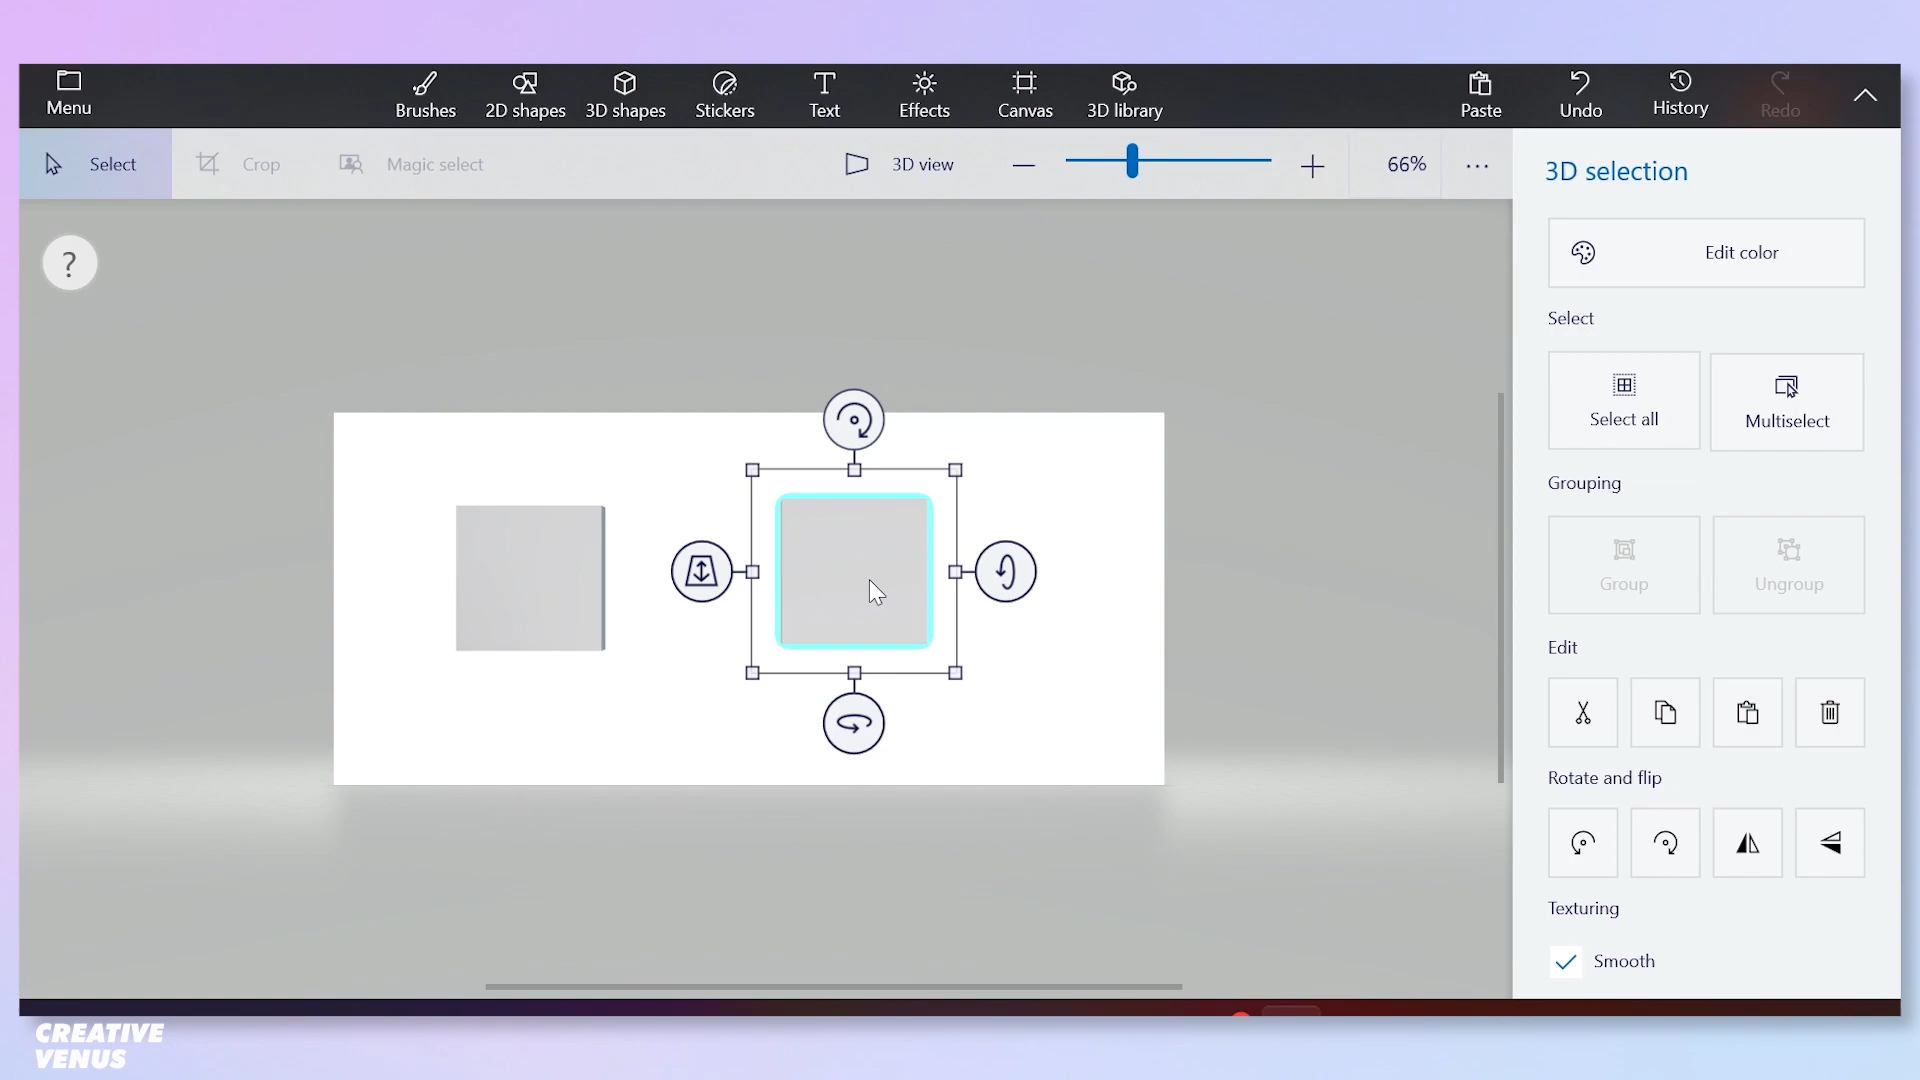 Menu
Brushes
2D shapes
3D shapes
Stickers
Text
Effects
Canvas
3D library
Paste
Undo
History
Redo
Select
Crop
Magic select
3D view
66%
3D selection
?
Edit color
Select
Select all
Multiselect
Grouping
Group
Ungroup
Edit
Rotate and flip
Texturing
Smooth
CREATIVE
VENUS